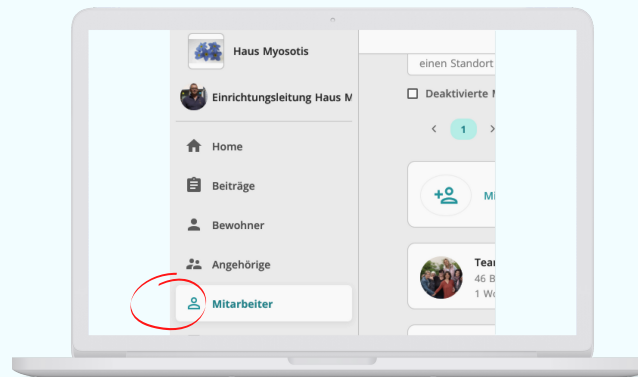 Haus Myosotis
Einrichtungsleitung Haus M
Home
Beiträge
Bewohner
Angehörige
Mitarbeiter
einen Standort
Deaktivierte
< 1 >
Mi
Tear
46 B
1 Wo